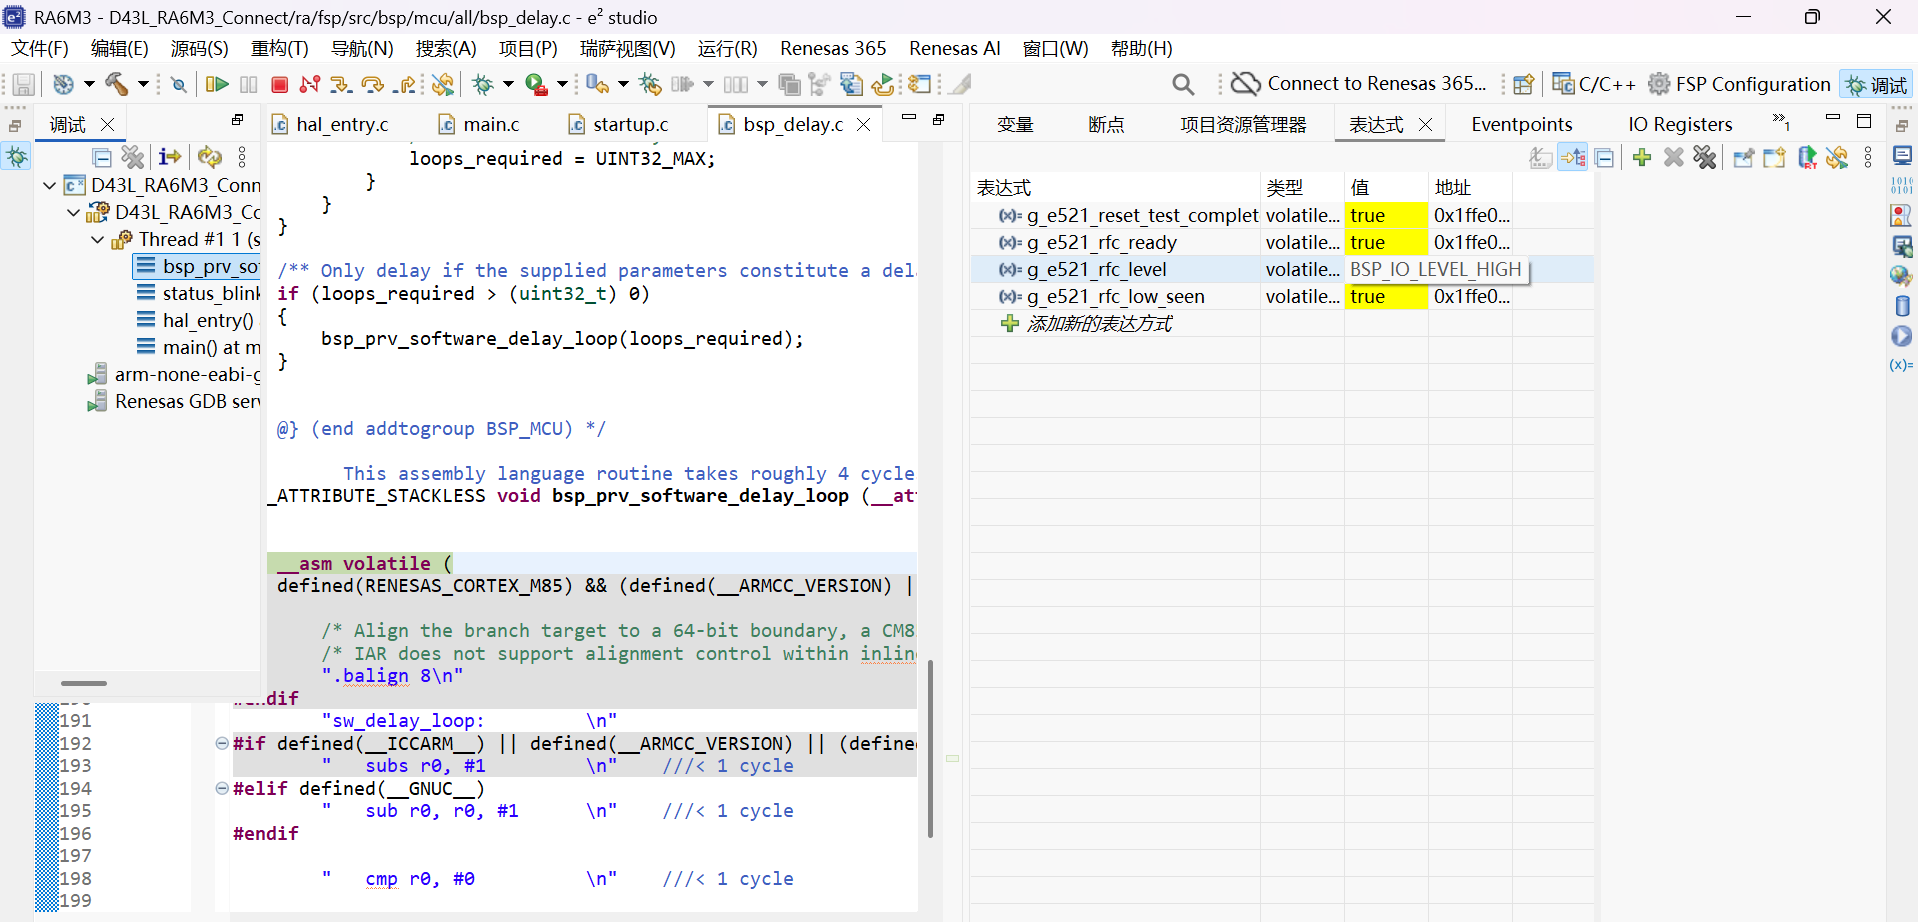 RA6M3 - D43L_RA6M3_Connect/ra/fsp/src/bsp/mcu/all/bsp_delay.c - e² studio
文件(F) 编辑(E) 源码(S) 重构(T) 导航(N) 搜索(A) 项目(P) 瑞萨视图(V) 运行(R) Renesas 365 Renesas AI 窗口(W) 帮助(H)
Connect to Renesas 365... C/C++ FSP Configuration 调试
调试
D43L_RA6M3_Conn
D43L_RA6M3_Co
Thread #1 1 (s
bsp_prv_so
status_blink
hal_entry()
main() at m
arm-none-eabi-g
Renesas GDB serv
hal_entry.c main.c startup.c bsp_delay.c
loops_required = UINT32_MAX;
}
}
}
/** Only delay if the supplied parameters constitute a del
if (loops_required > (uint32_t) 0)
{
bsp_prv_software_delay_loop(loops_required);
}
@} (end addtogroup BSP_MCU) */
This assembly language routine takes roughly 4 cycle
_ATTRIBUTE_STACKLESS void bsp_prv_software_delay_loop (__at
__asm volatile (
defined(RENESAS_CORTEX_M85) && (defined(__ARMCC_VERSION) |
/* Align the branch target to a 64-bit boundary, a CM8
/* IAR does not support alignment control within inlin
".balign 8\n"
#endif
191 "sw_delay_loop: \n"
192 #if defined(__ICCARM__) || defined(__ARMCC_VERSION) || (define
193 " subs r0, #1 \n" ///< 1 cycle
194 #elif defined(__GNUC__)
195 " sub r0, r0, #1 \n" ///< 1 cycle
196 #endif
197
198 " cmp r0, #0 \n" ///< 1 cycle
199
变量 断点 项目资源管理器 表达式 Eventpoints IO Registers »1
表达式 类型 值 地址
(x)= g_e521_reset_test_complet volatile... true 0x1ffe0...
(x)= g_e521_rfc_ready volatile... true 0x1ffe0...
(x)= g_e521_rfc_level volatile... BSP_IO_LEVEL_HIGH
(x)= g_e521_rfc_low_seen volatile... true 0x1ffe0...
添加新的表达方式
1010
0101
(x)=